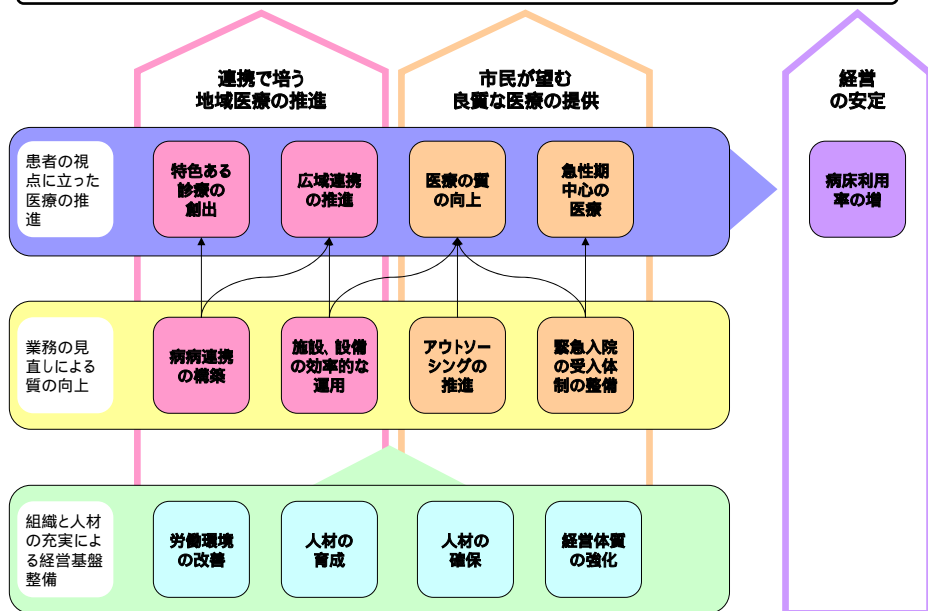 連携で培う
地域医療の推進
市民が望む
良質な医療の提供
経営
の安定
患者の視
点に立った
医療の推
進
特色ある
診療の
創出
広域連携
の推進
医療の質
の向上
急性期
中心の
医療
病床利用
率の増
業務の見
直しによる
質の向上
病病連携
の構築
施設、設備
の効率的な
運用
アウトソー
シングの
推進
緊急入院
の受入体
制の整備
組織と人材
の充実によ
る経営基盤
整備
労働環境
の改善
人材の
育成
人材の
確保
経営体質
の強化